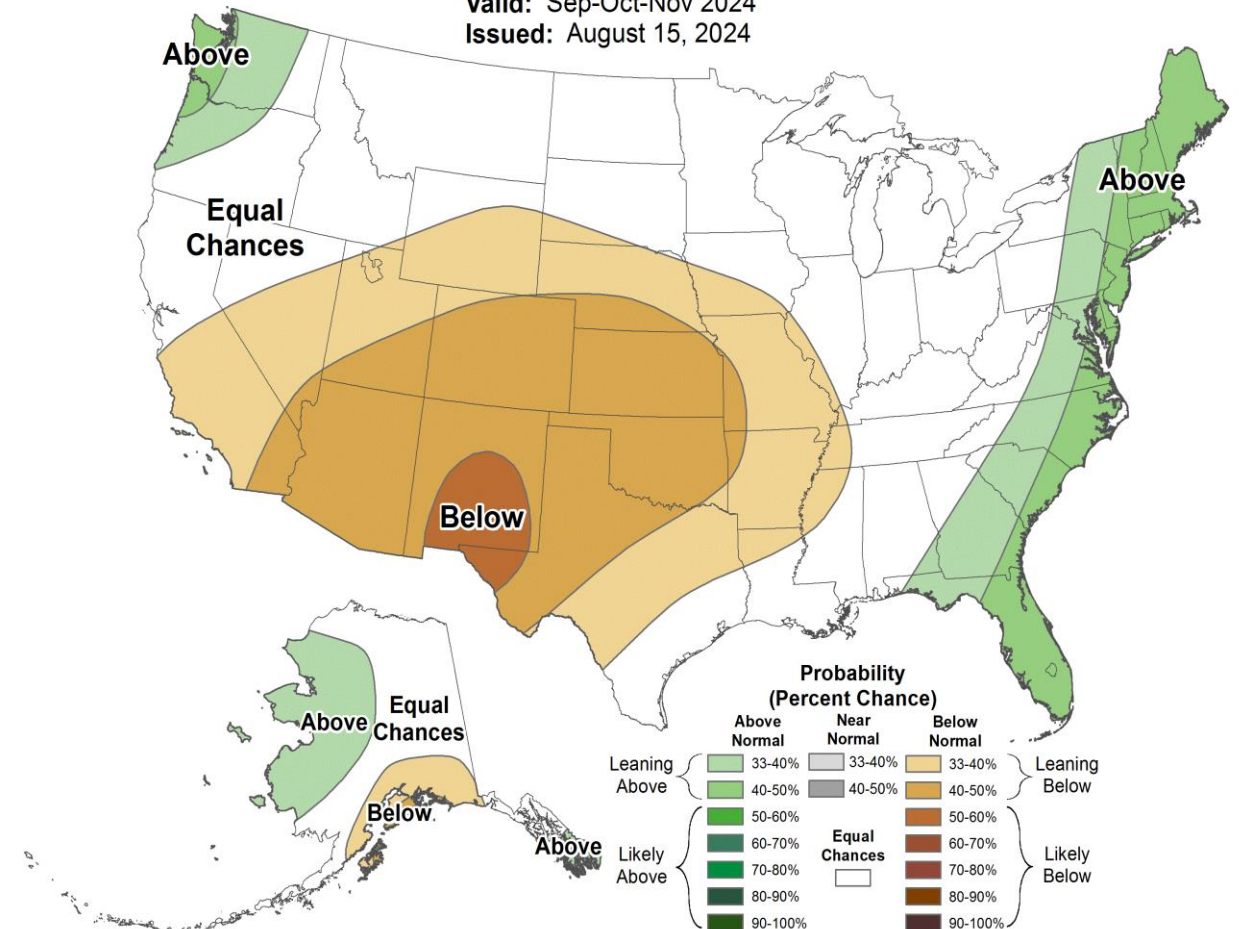 Valid: Sep-Oct-Nov 2024
Issued: August 15, 2024
Above
Equal
Chances
Above
Below
Above
Equal
Chances
Below
Above
Probability
(Percent Chance)
Above
Normal
Near
Normal
Below
Normal
Leaning
Above
33-40%
40-50%
33-40%
40-50%
33-40%
40-50%
Leaning
Below
Likely
Above
50-60%
60-70%
70-80%
80-90%
90-100%
Equal
Chances
50-60%
60-70%
70-80%
80-90%
90-100%
Likely
Below